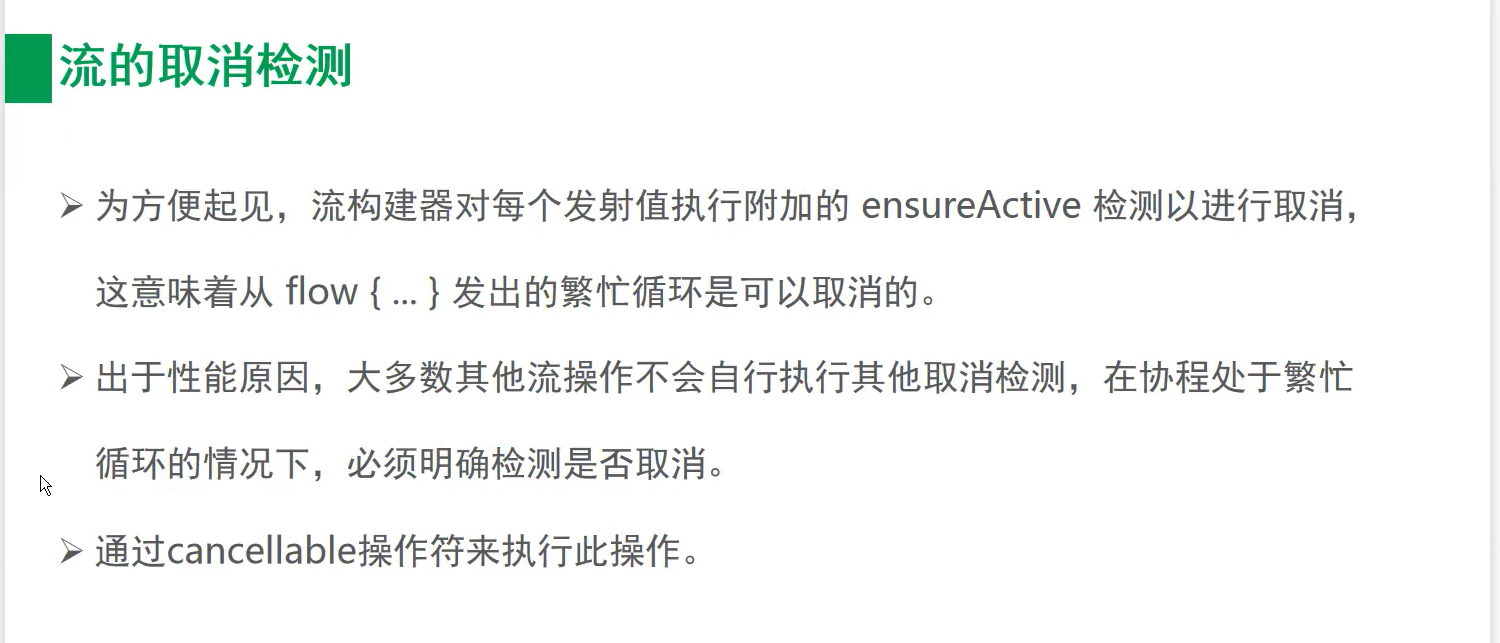 流的取消检测
为方便起见，流构建器对每个发射值执行附加的 ensureActive 检测以进行取消，
这意味着从 flow { ... } 发出的繁忙循环是可以取消的。
出于性能原因，大多数其他流操作不会自行执行其他取消检测，在协程处于繁忙
循环的情况下，必须明确检测是否取消。
通过cancellable操作符来执行此操作。